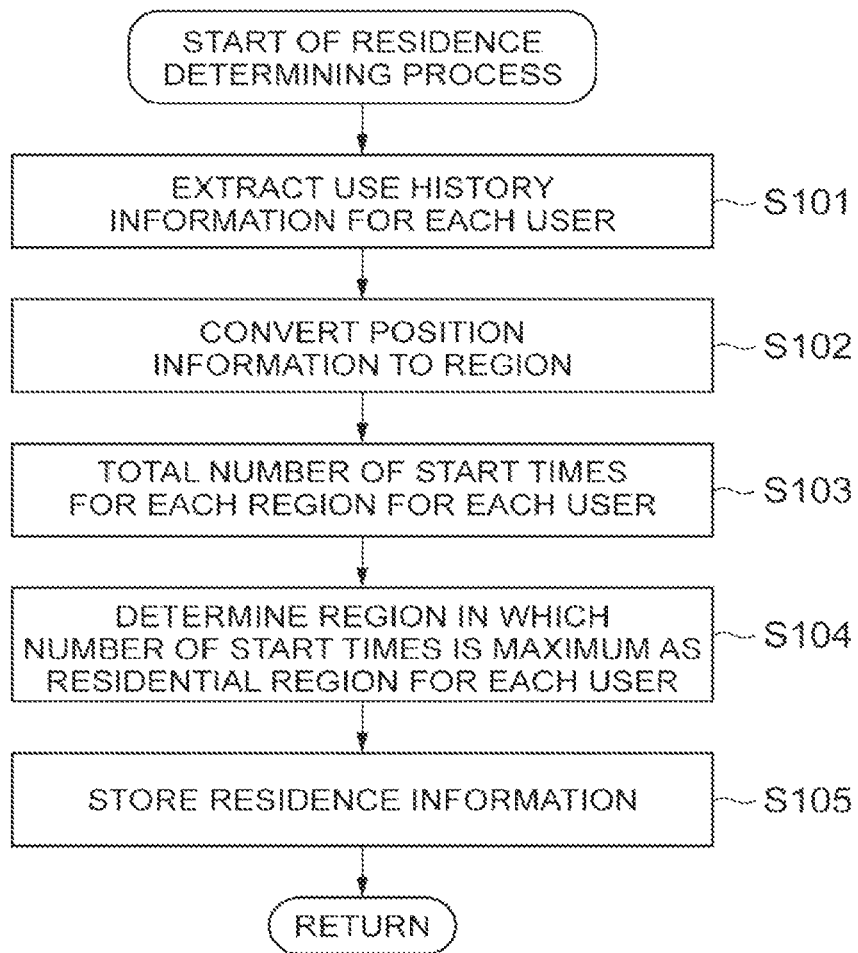 START OF RESIDENCE
DETERMINING PROCESS
EXTRACT USE HISTORY
INFORMATION FOR EACH USER
S101
CONVERT POSITION
INFORMATION TO REGION
S102
TOTAL NUMBER OF START TIMES
FOR EACH REGION FOR EACH USER
S103
DETERMINE REGION IN WHICH
NUMBER OF START TIMES IS MAXIMUM AS
RESIDENTIAL REGION FOR EACH USER
S104
STORE RESIDENCE INFORMATION
S105
RETURN